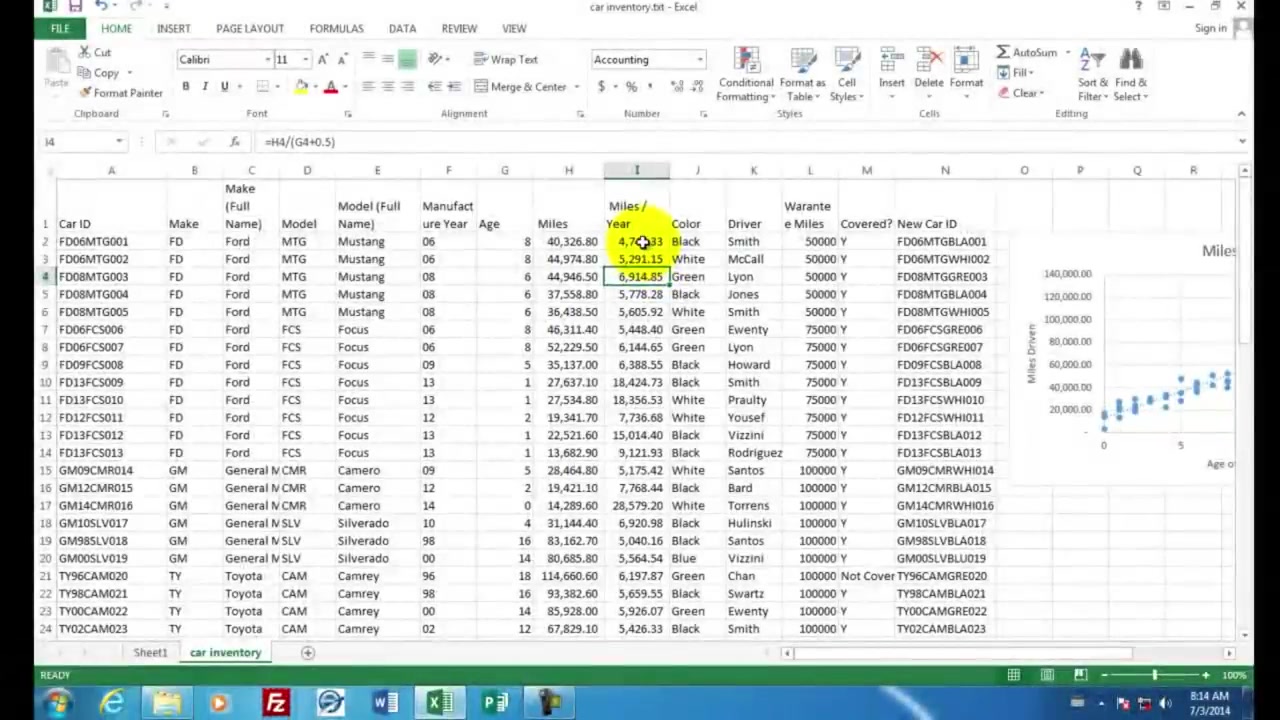 car inventory.txt - Excel
Sign in
FILE HOME INSERT PAGE LAYOUT FORMULAS DATA REVIEW VIEW
Cut
Copy
Format Painter
Paste
Calibri 11
B I U
Wrap Text
Merge & Center
Accounting
$ % ,
Conditional Formatting
Format as Table
Cell Styles
Insert Delete Format
AutoSum
Fill
Clear
Sort & Filter
Find & Select
Clipboard Font Alignment Number Styles Cells Editing
I4 =H4/(G4+0.5)
A B C D E F G H I J K L M N O P Q R
1 Car ID Make Make (Full Name) Model Model (Full Name) Manufact ure Year Age Miles Miles / Year Color Driver Warante e Miles Covered? New Car ID
2 FD06MTG001 FD Ford MTG Mustang 06 8 40,326.80 Black Smith 50000 Y FD06MTGBLA001
3 FD06MTG002 FD Ford MTG Mustang 06 8 44,974.80 5,291.15 White McCall 50000 Y FD06MTGWHI002
4 FD08MTG003 FD Ford MTG Mustang 08 6 44,946.50 6,914.85 Green Lyon 50000 Y FD08MTGGRE003
5 FD08MTG004 FD Ford MTG Mustang 08 6 37,558.80 5,778.28 Black Jones 50000 Y FD08MTGBLA004
6 FD08MTG005 FD Ford MTG Mustang 08 6 36,438.50 5,605.92 White Smith 50000 Y FD08MTGWHI005
7 FD06FCS006 FD Ford FCS Focus 06 8 46,311.40 5,448.40 Green Ewenty 75000 Y FD06FCSGRE006
8 FD06FCS007 FD Ford FCS Focus 06 8 52,229.50 6,144.65 Green Lyon 75000 Y FD06FCSGRE007
9 FD09FCS008 FD Ford FCS Focus 09 5 35,137.00 6,388.55 Black Howard 75000 Y FD09FCSBLA008
10 FD13FCS009 FD Ford FCS Focus 13 1 27,637.10 18,424.73 Black Smith 75000 Y FD13FCSBLA009
11 FD13FCS010 FD Ford FCS Focus 13 1 27,534.80 18,356.53 White Praulty 75000 Y FD13FCSWHI010
12 FD12FCS011 FD Ford FCS Focus 12 2 19,341.70 7,736.68 White Yousef 75000 Y FD12FCSWHI011
13 FD13FCS012 FD Ford FCS Focus 13 1 22,521.60 15,014.40 Black Vizzini 75000 Y FD13FCSBLA012
14 FD13FCS013 FD Ford FCS Focus 13 1 13,682.90 9,121.93 Black Rodriguez 75000 Y FD13FCSBLA013
15 GM09CMR014 GM General M CMR Camero 09 5 28,464.80 5,175.42 White Santos 100000 Y GM09CMRWHI014
16 GM12CMR015 GM General M CMR Camero 12 2 19,421.10 7,768.44 Black Bard 100000 Y GM12CMRBLA015
17 GM14CMR016 GM General M CMR Camero 14 0 14,289.60 28,579.20 White Torrens 100000 Y GM14CMRWHI016
18 GM10SLV017 GM General M SLV Silverado 10 4 31,144.40 6,920.98 Black Hulinski 100000 Y GM10SLVBLA017
19 GM98SLV018 GM General M SLV Silverado 98 16 83,162.70 5,040.16 Black Santos 100000 Y GM98SLVBLA018
20 GM00SLV019 GM General M SLV Silverado 00 14 80,685.80 5,564.54 Blue Vizzini 100000 Y GM00SLVBLU019
21 TY96CAM020 TY Toyota CAM Camrey 96 18 114,660.60 6,197.87 Green Chan 100000 Not Cover TY96CAMGRE020
22 TY98CAM021 TY Toyota CAM Camrey 98 16 93,382.60 5,659.55 Black Swartz 100000 Y TY98CAMBLA021
23 TY00CAM022 TY Toyota CAM Camrey 00 14 85,928.00 5,926.07 Green Ewenty 100000 Y TY00CAMGRE022
24 TY02CAM023 TY Toyota CAM Camrey 02 12 67,829.10 5,426.33 Black Smith 100000 Y TY02CAMBLA023
Miles
Miles Driven
140,000.00
120,000.00
100,000.00
80,000.00
60,000.00
40,000.00
20,000.00
-
0 5
Age o
Sheet1 car inventory
READY 100%
8:14 AM
7/3/2014